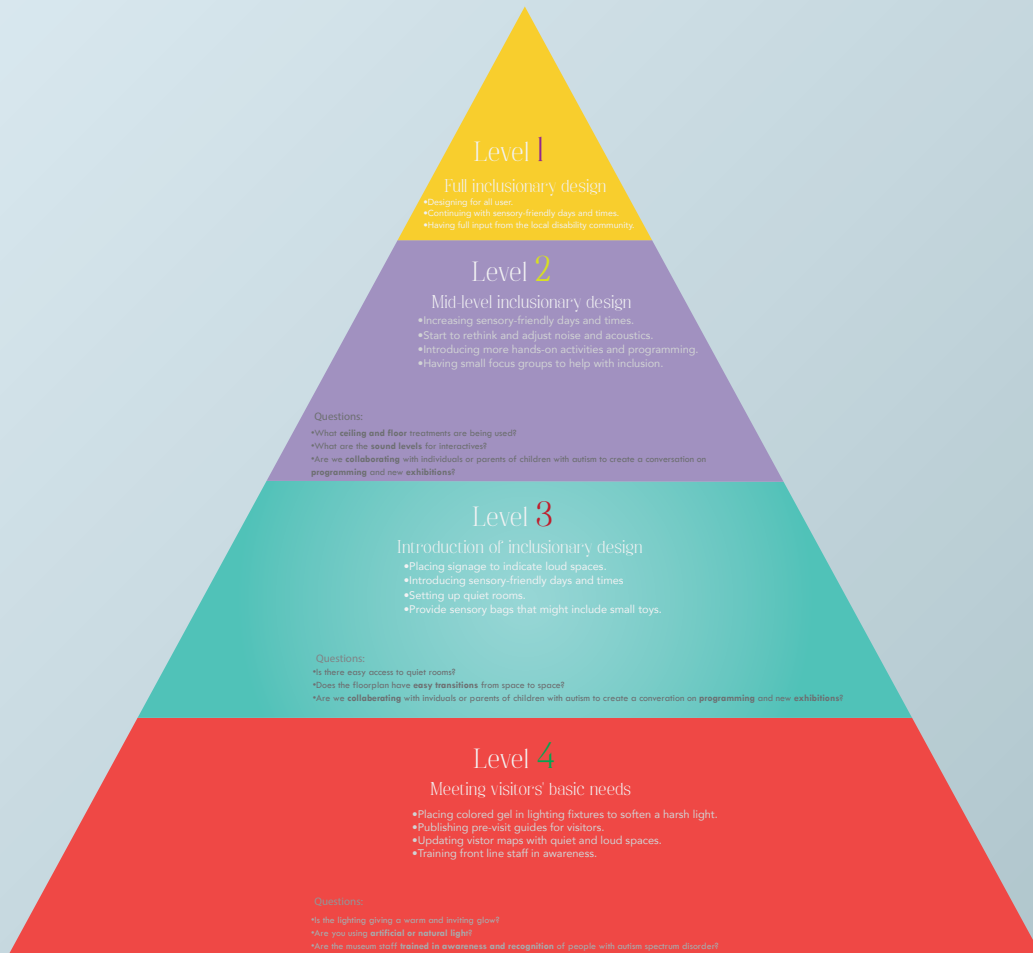 Level 1
Full inclusionary design
•Designing for all user.
•Continuing with sensory-friendly days and times.
•Having full input from the local disability community.
Level 2
Mid-level inclusionary design
•Increasing sensory-friendly days and times.
•Start to rethink and adjust noise and acoustics.
•Introducing more hands-on activities and programming.
•Having small focus groups to help with inclusion.
Questions:
•What ceiling and floor treatments are being used?
•What are the sound levels for interactives?
•Are we collaborating with individuals or parents of children with autism to create a conversation on
programming and new exhibitions?
Level 3
Introduction of inclusionary design
•Placing signage to indicate loud spaces.
•Introducing sensory-friendly days and times
•Setting up quiet rooms.
•Provide sensory bags that might include small toys.
Questions:
•Is there easy access to quiet rooms?
•Does the floorplan have easy transitions from space to space?
•Are we collaberating with inviduals or parents of children with autism to create a converation on programming and new exhibitions?
Level 4
Meeting visitors' basic needs
•Placing colored gel in lighting fixtures to soften a harsh light.
•Publishing pre-visit guides for visitors.
•Updating vistor maps with quiet and loud spaces.
•Training front line staff in awareness.
Questions:
•Is the lighting giving a warm and inviting glow?
•Are you using artificial or natural light?
•Are the museum staff trained in awareness and recognition of people with autism spectrum disorder?